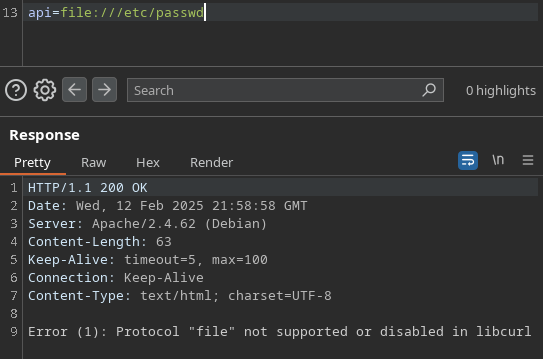 13 api=file:///etc/passwd
Search 0 highlights
Response
Pretty Raw Hex Render \n
1 HTTP/1.1 200 OK
2 Date: Wed, 12 Feb 2025 21:58:58 GMT
3 Server: Apache/2.4.62 (Debian)
4 Content-Length: 63
5 Keep-Alive: timeout=5, max=100
6 Connection: Keep-Alive
7 Content-Type: text/html; charset=UTF-8
8
9 Error (1): Protocol "file" not supported or disabled in libcurl